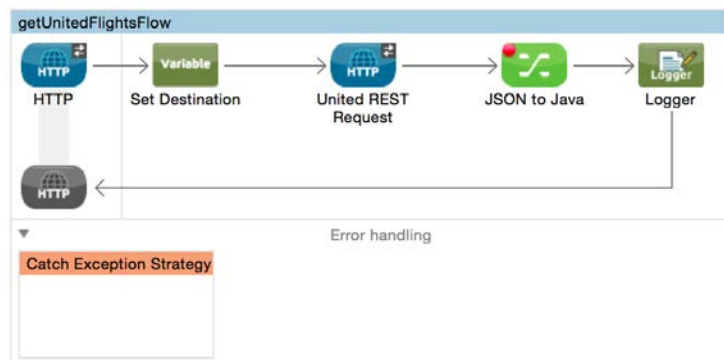 getUnitedFlightsFlow
HTTP
Variable
HTTP
Logger
HTTP
Set Destination
United REST
Request
JSON to Java
Logger
HTTP
Error handling
Catch Exception Strategy